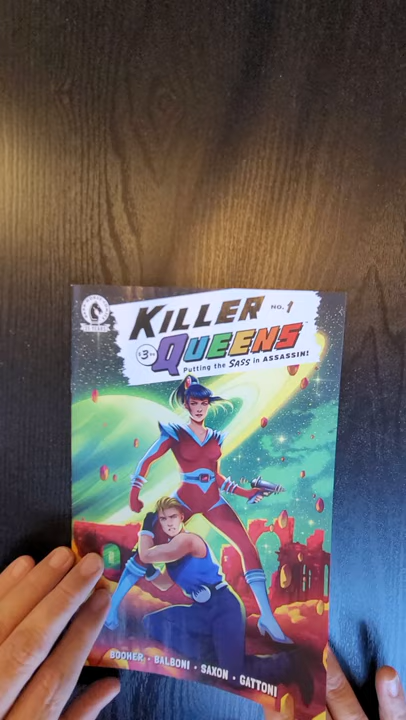 KILLER NO. 1
$3.99 QUEENS
Putting the SASS in ASSASSIN!
BOOHER • BALBONI • SAXON • GATTONI